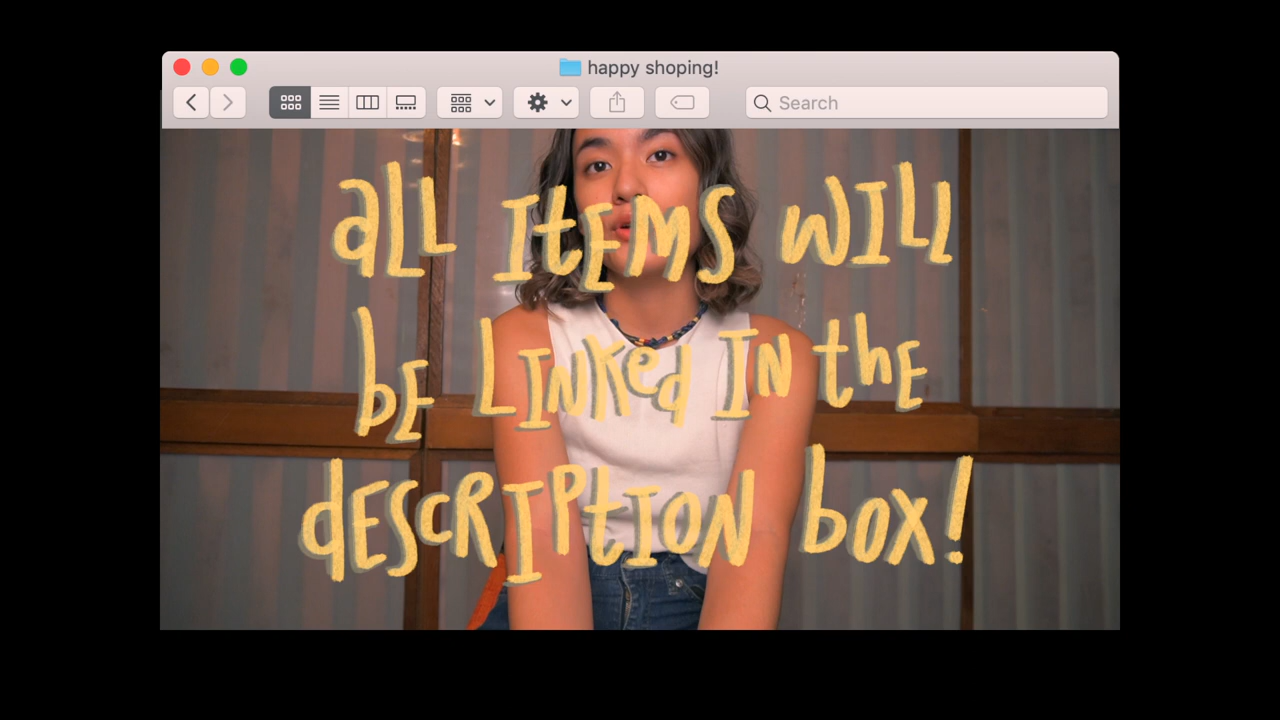 happy shoping!
Search
all ItEMS wILL
bE LINKed IN thE
dEScRIPtION box!